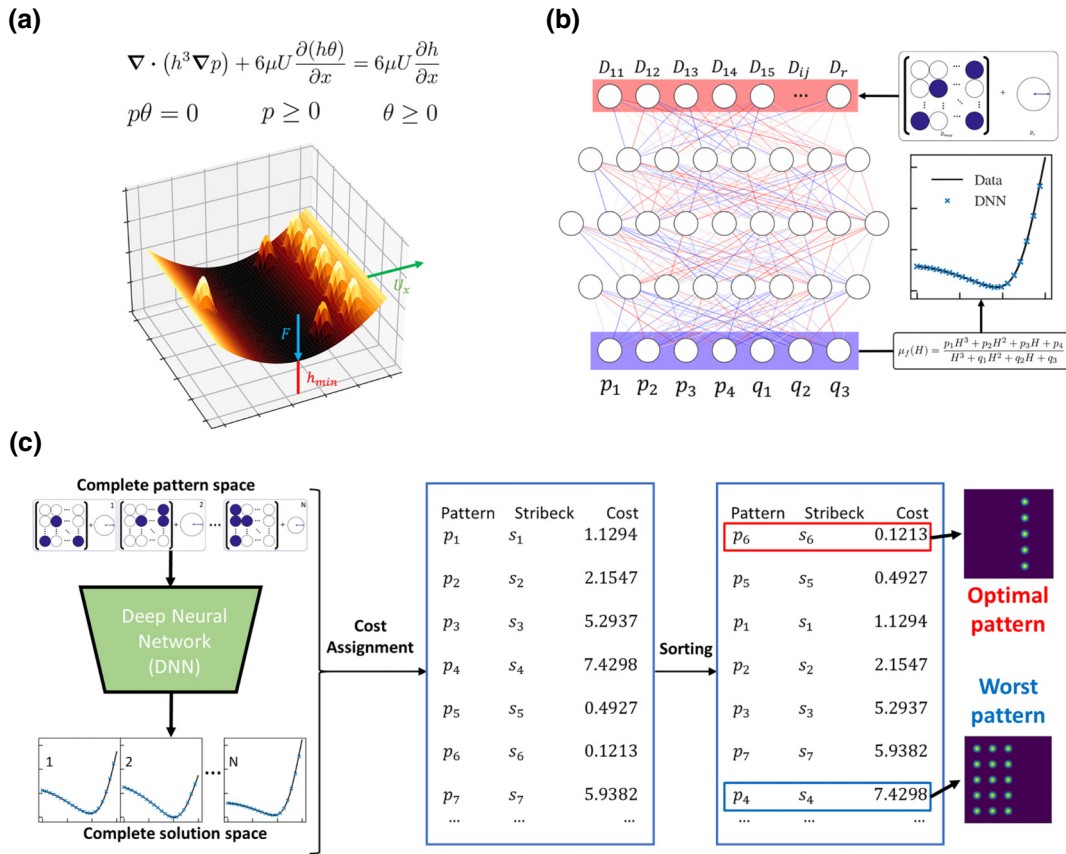 (a)
∇ · (h³∇p) + 6μU ∂(hθ)/∂x = 6μU ∂h/∂x
pθ = 0 p ≥ 0 θ ≥ 0
U_x
F
h_min
(b)
D₁₁ D₁₂ D₁₃ D₁₄ D₁₅ D_ij D_r
...
+
Data
DNN
μ_f(H) = (p₁H³ + p₂H² + p₃H + p₄)/(H³ + q₁H² + q₂H + q₃)
p₁ p₂ p₃ p₄ q₁ q₂ q₃
(c)
Complete pattern space
1 2 N
+ + ... +
Deep Neural
Network
(DNN)
1 2 ... N
Complete solution space
Cost
Assignment
Pattern Stribeck Cost
p₁ s₁ 1.1294
p₂ s₂ 2.1547
p₃ s₃ 5.2937
p₄ s₄ 7.4298
p₅ s₅ 0.4927
p₆ s₆ 0.1213
p₇ s₇ 5.9382
... ... ...
Sorting
Pattern Stribeck Cost
p₆ s₆ 0.1213
p₅ s₅ 0.4927
p₁ s₁ 1.1294
p₂ s₂ 2.1547
p₃ s₃ 5.2937
p₇ s₇ 5.9382
p₄ s₄ 7.4298
... ... ...
Optimal
pattern
Worst
pattern